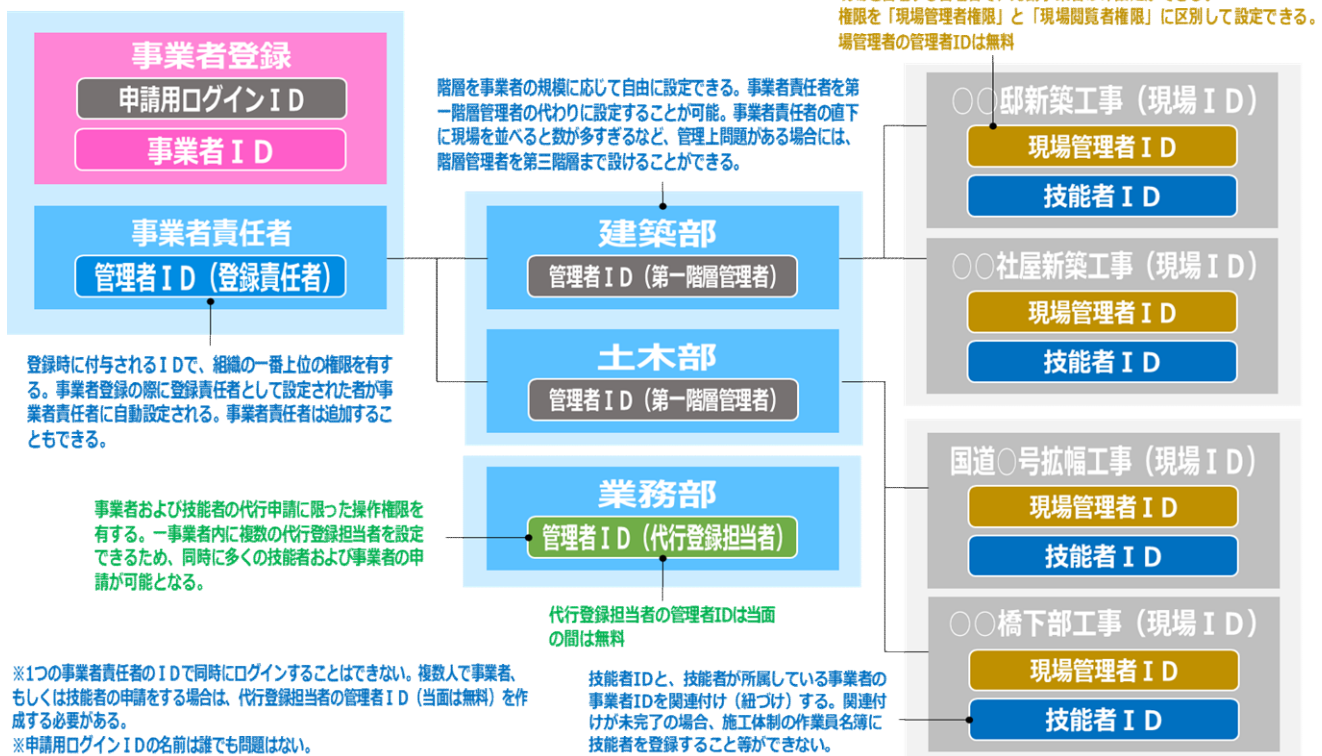 権限を「現場管理者権限」と「現場閲覧者権限」に区別して設定できる。
場管理者の管理者IDは無料
事業者登録
申請用ログインＩＤ
事業者ＩＤ
事業者責任者
管理者ＩＤ（登録責任者）
登録時に付与されるＩＤで、組織の一番上位の権限を有す
る。事業者登録の際に登録責任者として設定された者が事
業者責任者に自動設定される。事業者責任者は追加するこ
ともできる。
階層を事業者の規模に応じて自由に設定できる。事業者責任者を第
一階層管理者の代わりに設定することが可能。事業者責任者の直下
に現場を並べると数が多すぎるなど、管理上問題がある場合には、
階層管理者を第三階層まで設けることができる。
建築部
管理者ＩＤ（第一階層管理者）
土木部
管理者ＩＤ（第一階層管理者）
業務部
管理者ＩＤ（代行登録担当者）
事業者および技能者の代行申請に限った操作権限を
有する。一事業者内に複数の代行登録担当者を設定
できるため、同時に多くの技能者および事業者の申
請が可能となる。
代行登録担当者の管理者IDは当面
の間は無料
○○邸新築工事（現場ＩＤ）
現場管理者ＩＤ
技能者ＩＤ
○○社屋新築工事（現場ＩＤ）
現場管理者ＩＤ
技能者ＩＤ
国道○号拡幅工事（現場ＩＤ）
現場管理者ＩＤ
技能者ＩＤ
○○橋下部工事（現場ＩＤ）
現場管理者ＩＤ
技能者ＩＤ
技能者IDと、技能者が所属している事業者の
事業者IDを関連付け（紐づけ）する。関連付
けが未完了の場合、施工体制の作業員名簿に
技能者を登録すること等ができない。
※1つの事業者責任者のＩＤで同時にログインすることはできない。複数人で事業者、
もしくは技能者の申請をする場合は、代行登録担当者の管理者ＩＤ（当面は無料）を作
成する必要がある。
※申請用ログインＩＤの名前は誰でも問題はない。